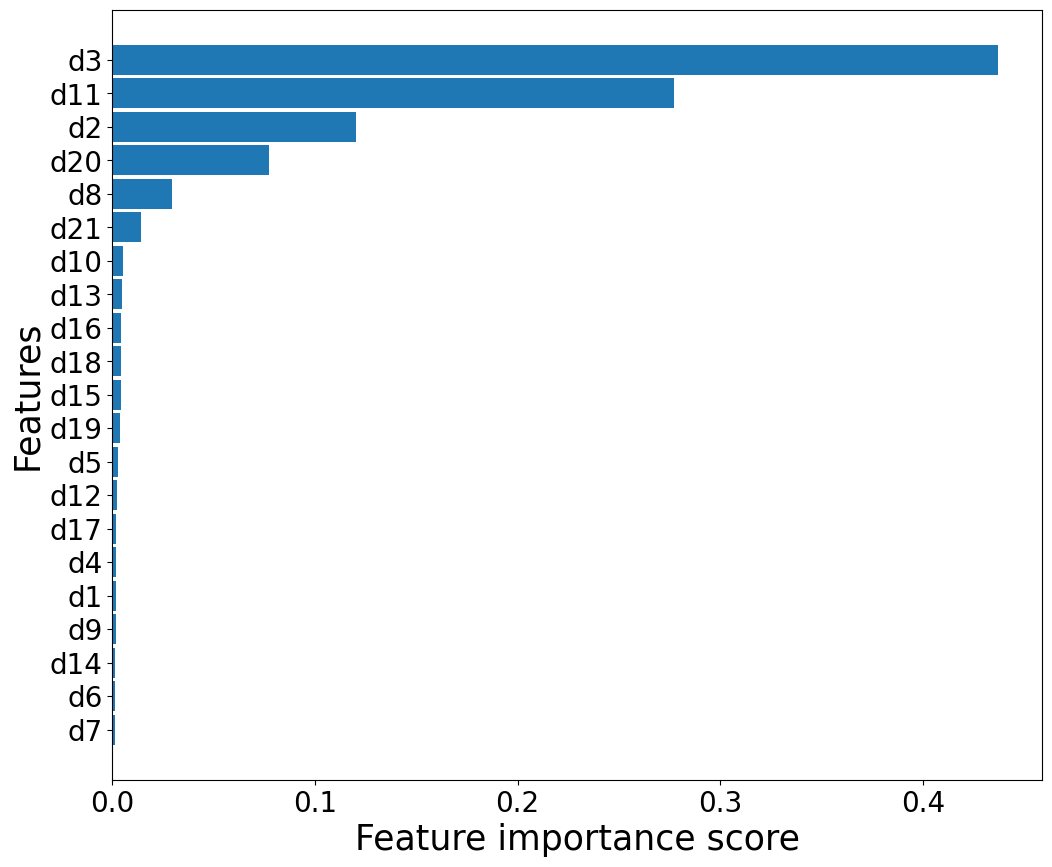 d3
d11
d2
d20
d8
d21
d10
d13
d16
d18
d15
d19
d5
d12
d17
d4
d1
d9
d14
d6
d7
Features
0.0 0.1 0.2 0.3 0.4
Feature importance score